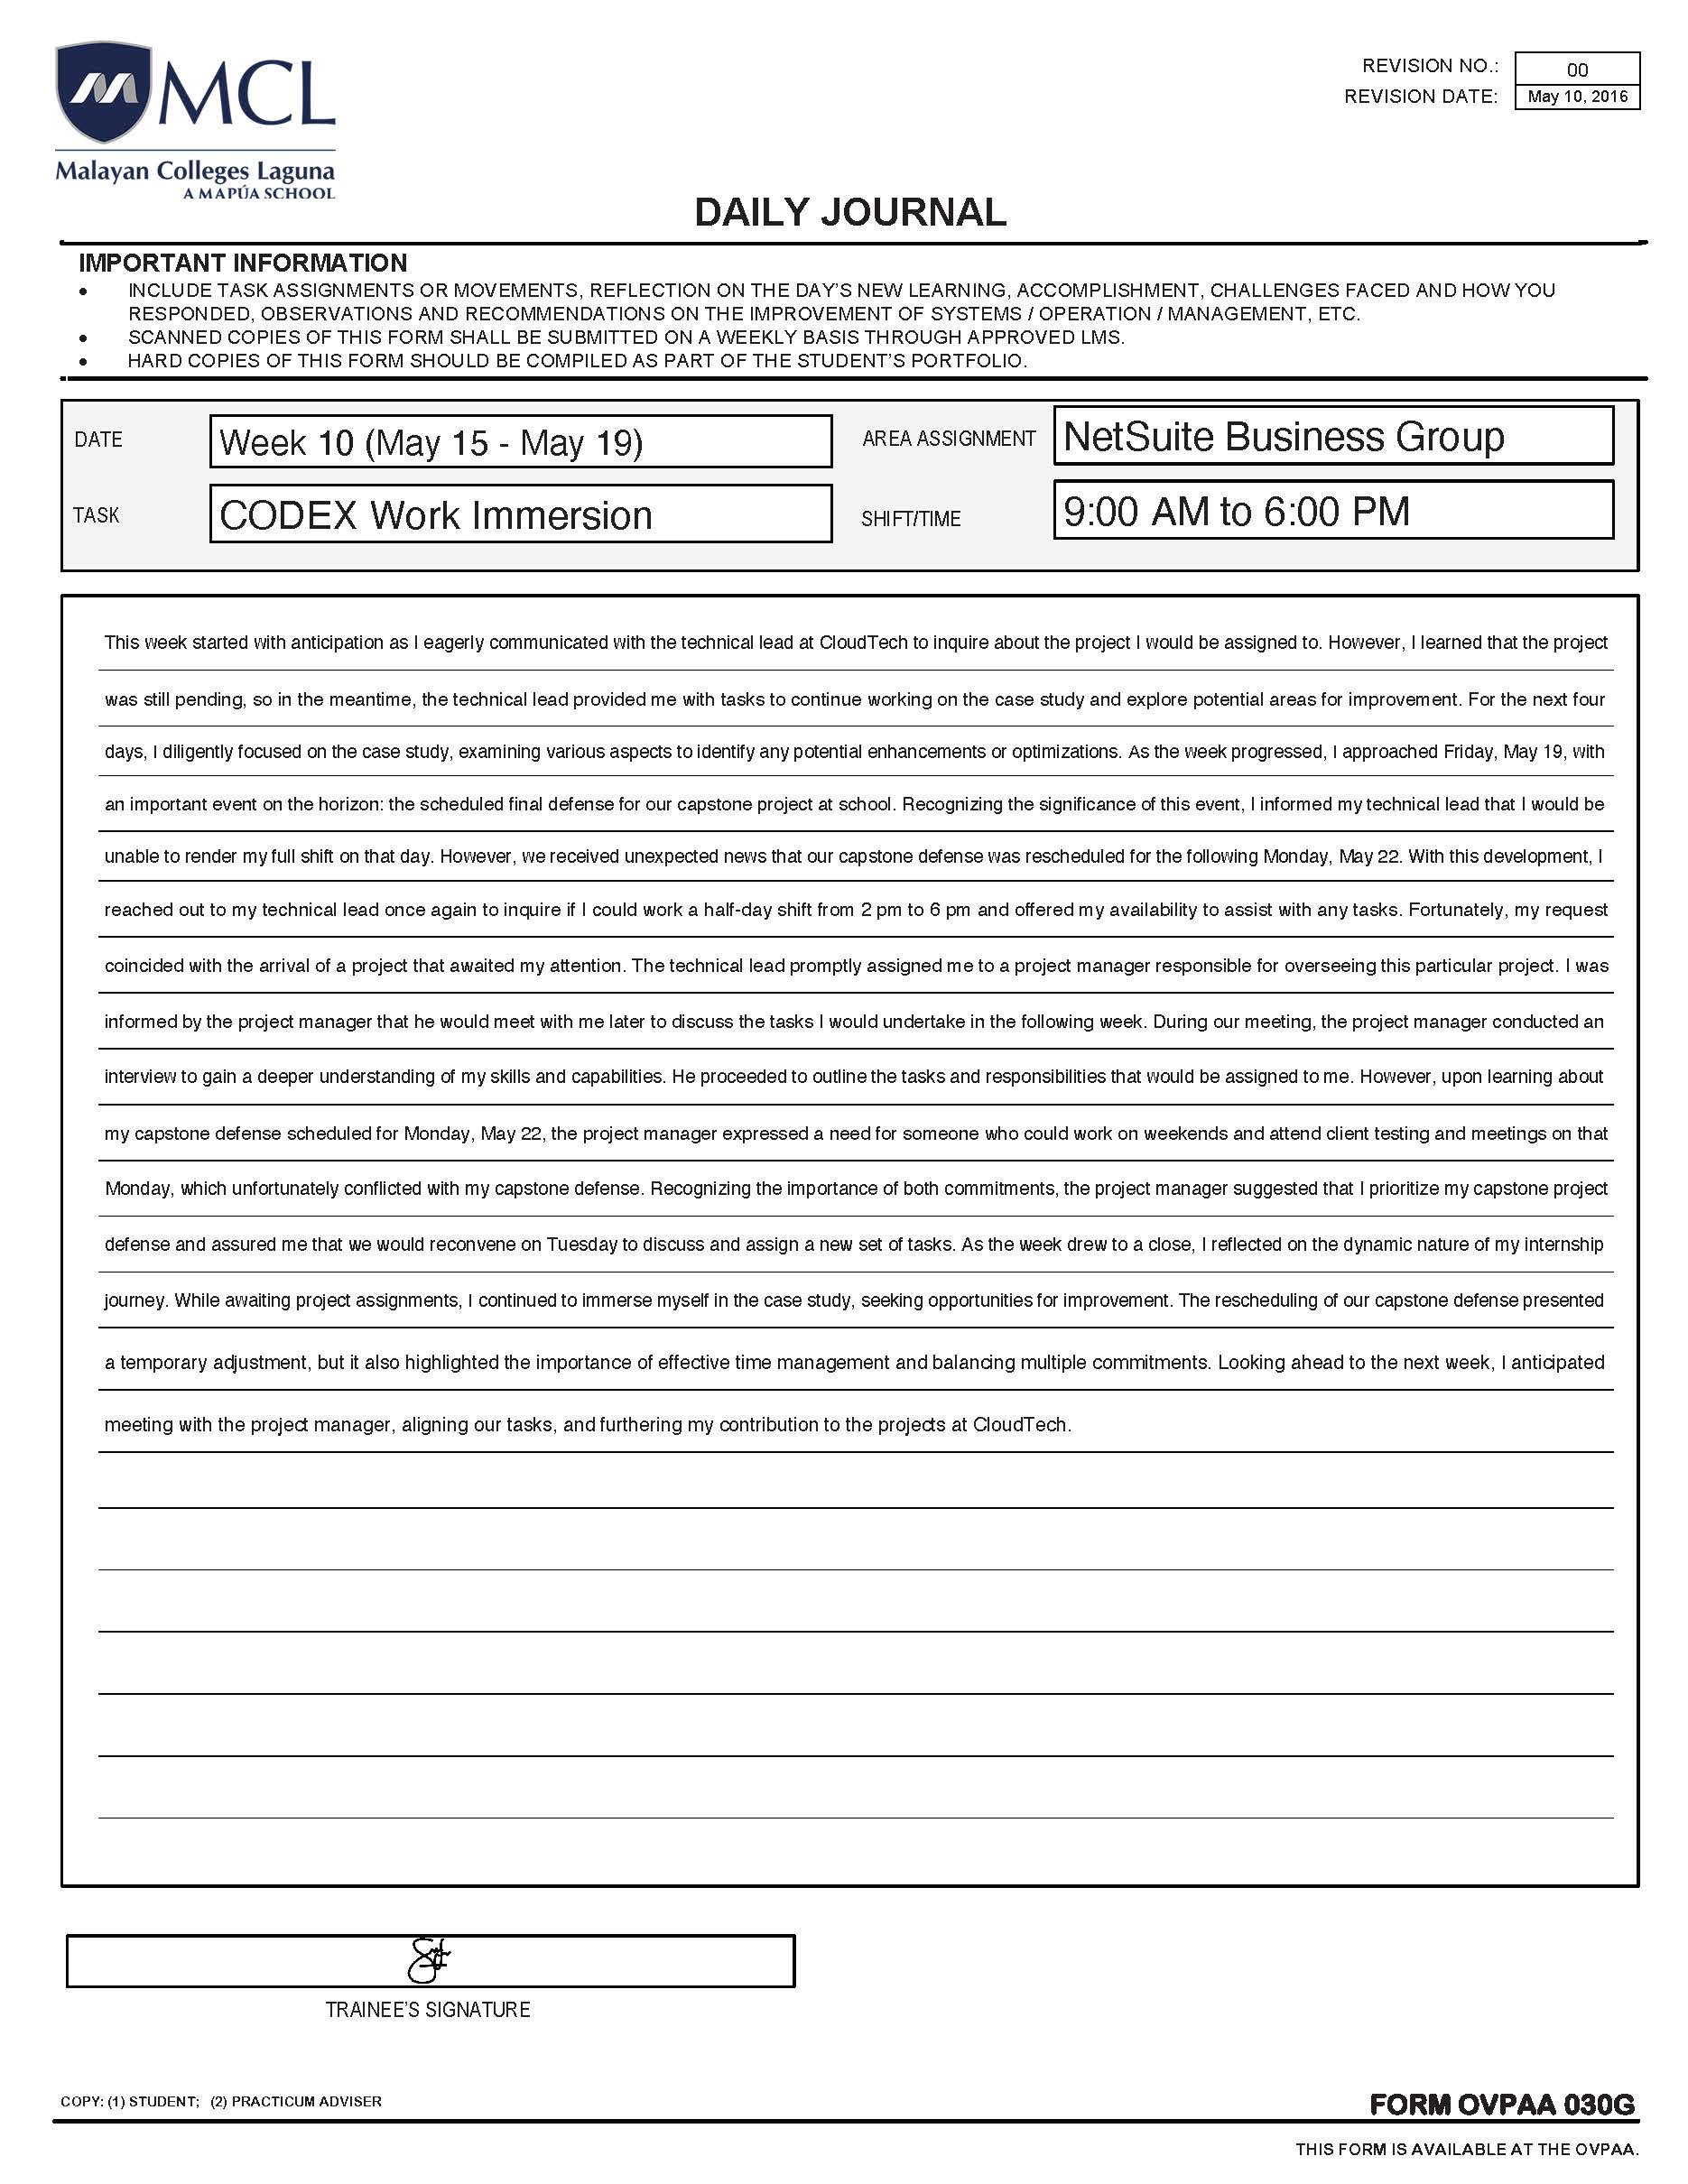 MCL
Malayan Colleges Laguna
A MAPÚA SCHOOL
REVISION NO.: 00
REVISION DATE: May 10, 2016
DAILY JOURNAL
IMPORTANT INFORMATION
• INCLUDE TASK ASSIGNMENTS OR MOVEMENTS, REFLECTION ON THE DAY'S NEW LEARNING, ACCOMPLISHMENT, CHALLENGES FACED AND HOW YOU
RESPONDED, OBSERVATIONS AND RECOMMENDATIONS ON THE IMPROVEMENT OF SYSTEMS / OPERATION / MANAGEMENT, ETC.
• SCANNED COPIES OF THIS FORM SHALL BE SUBMITTED ON A WEEKLY BASIS THROUGH APPROVED LMS.
• HARD COPIES OF THIS FORM SHOULD BE COMPILED AS PART OF THE STUDENT'S PORTFOLIO.
DATE Week 10 (May 15 - May 19) AREA ASSIGNMENT NetSuite Business Group
TASK CODEX Work Immersion SHIFT/TIME 9:00 AM to 6:00 PM
This week started with anticipation as I eagerly communicated with the technical lead at CloudTech to inquire about the project I would be assigned to. However, I learned that the project
was still pending, so in the meantime, the technical lead provided me with tasks to continue working on the case study and explore potential areas for improvement. For the next four
days, I diligently focused on the case study, examining various aspects to identify any potential enhancements or optimizations. As the week progressed, I approached Friday, May 19, with
an important event on the horizon: the scheduled final defense for our capstone project at school. Recognizing the significance of this event, I informed my technical lead that I would be
unable to render my full shift on that day. However, we received unexpected news that our capstone defense was rescheduled for the following Monday, May 22. With this development, I
reached out to my technical lead once again to inquire if I could work a half-day shift from 2 pm to 6 pm and offered my availability to assist with any tasks. Fortunately, my request
coincided with the arrival of a project that awaited my attention. The technical lead promptly assigned me to a project manager responsible for overseeing this particular project. I was
informed by the project manager that he would meet with me later to discuss the tasks I would undertake in the following week. During our meeting, the project manager conducted an
interview to gain a deeper understanding of my skills and capabilities. He proceeded to outline the tasks and responsibilities that would be assigned to me. However, upon learning about
my capstone defense scheduled for Monday, May 22, the project manager expressed a need for someone who could work on weekends and attend client testing and meetings on that
Monday, which unfortunately conflicted with my capstone defense. Recognizing the importance of both commitments, the project manager suggested that I prioritize my capstone project
defense and assured me that we would reconvene on Tuesday to discuss and assign a new set of tasks. As the week drew to a close, I reflected on the dynamic nature of my internship
journey. While awaiting project assignments, I continued to immerse myself in the case study, seeking opportunities for improvement. The rescheduling of our capstone defense presented
a temporary adjustment, but it also highlighted the importance of effective time management and balancing multiple commitments. Looking ahead to the next week, I anticipated
meeting with the project manager, aligning our tasks, and furthering my contribution to the projects at CloudTech.
TRAINEE'S SIGNATURE
COPY: (1) STUDENT; (2) PRACTICUM ADVISER
FORM OVPAA 030G
THIS FORM IS AVAILABLE AT THE OVPAA.